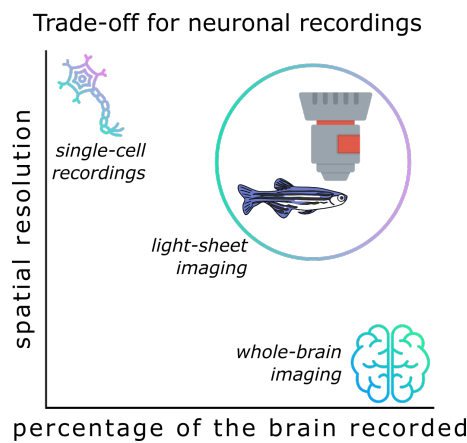 Trade-off for neuronal recordings
spatial resolution
single-cell
recordings
light-sheet
imaging
whole-brain
imaging
percentage of the brain recorded